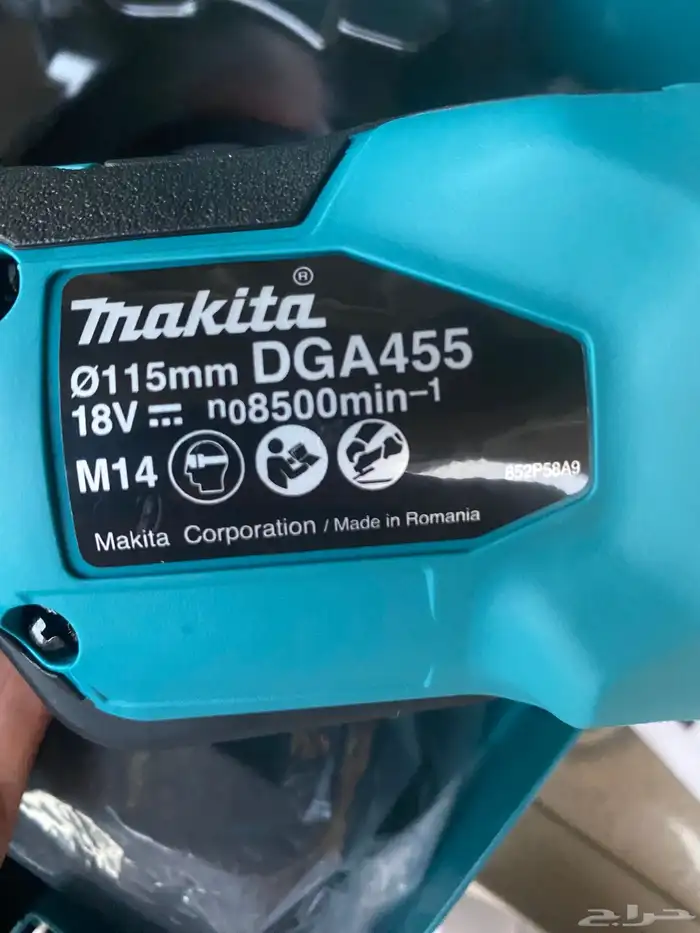 makita®
Ø115mm DGA455
18V ⎓ n08500min-1
M14
852P58A9
Makita Corporation / Made in Romania
حراج